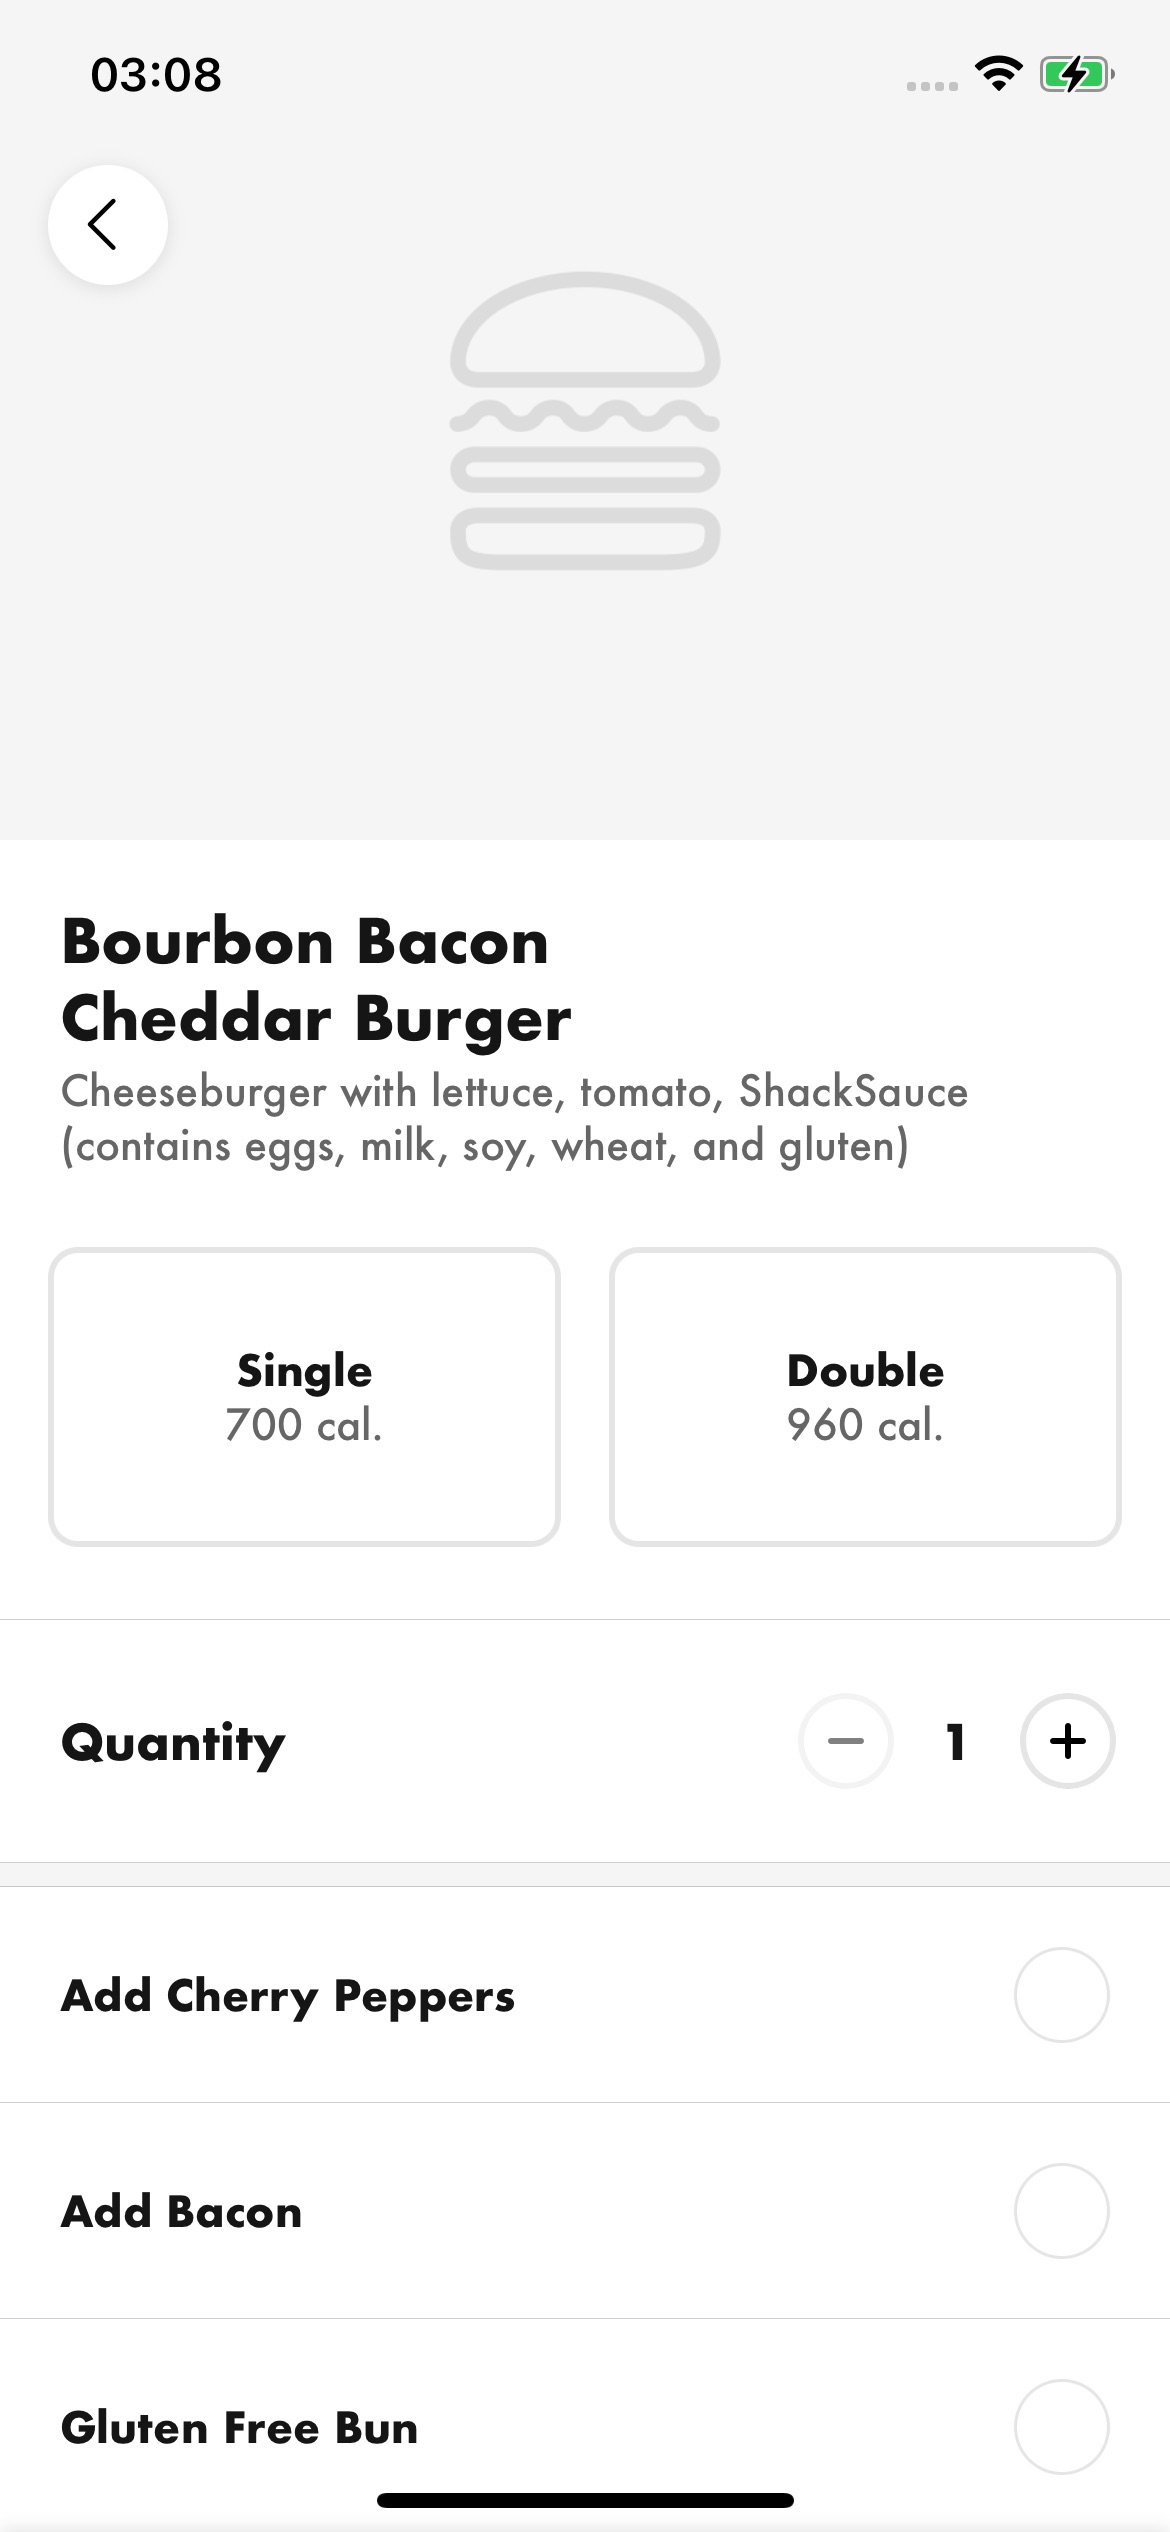 03:08
Bourbon Bacon
Cheddar Burger
Cheeseburger with lettuce, tomato, ShackSauce
(contains eggs, milk, soy, wheat, and gluten)
Single
700 cal.
Double
960 cal.
Quantity
1
Add Cherry Peppers
Add Bacon
Gluten Free Bun